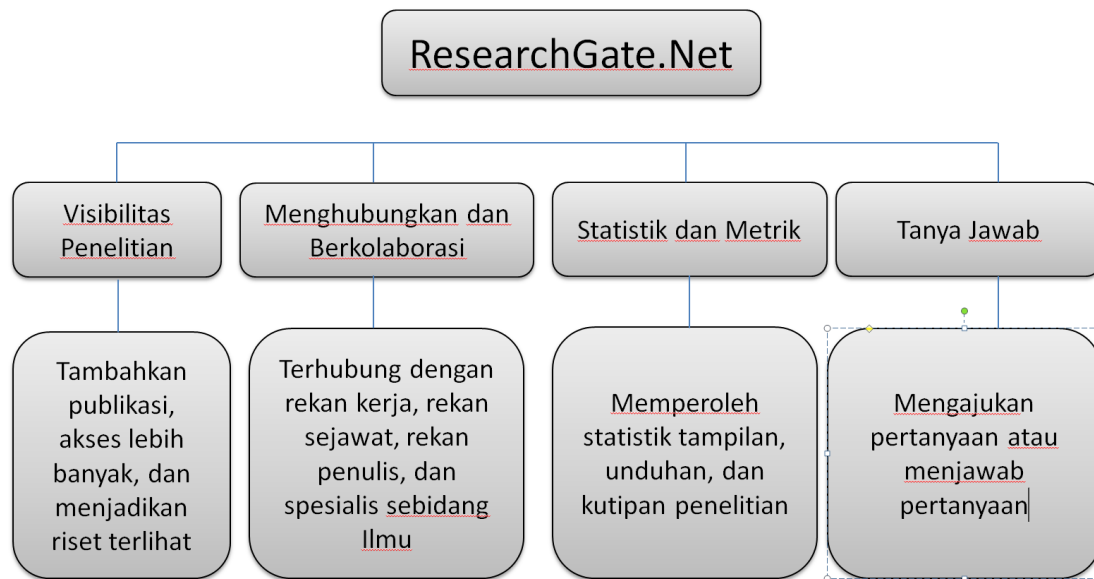 ResearchGate.Net
Visibilitas
Penelitian
Menghubungkan dan
Berkolaborasi
Statistik dan Metrik
Tanya Jawab
Tambahkan
publikasi,
akses lebih
banyak, dan
menjadikan
riset terlihat
Terhubung dengan
rekan kerja, rekan
sejawat, rekan
penulis, dan
spesialis sebidang
Ilmu
Memperoleh
statistik tampilan,
unduhan, dan
kutipan penelitian
Mengajukan
pertanyaan atau
menjawab
pertanyaan